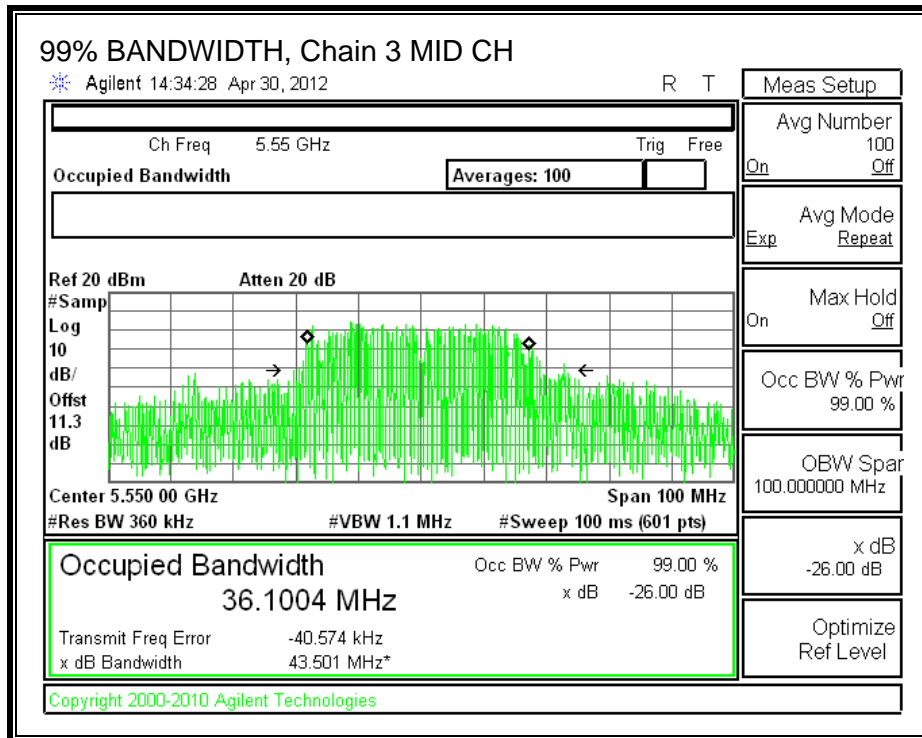 99% BANDWIDTH, Chain 3 MID CH
Agilent 14:34:28 Apr 30, 2012 R T
Ch Freq 5.55 GHz Trig Free
Occupied Bandwidth Averages: 100
Ref 20 dBm Atten 20 dB
#Samp
Log
10
dB/
Offst
11.3
dB
Center 5.550 00 GHz Span 100 MHz
#Res BW 360 kHz #VBW 1.1 MHz #Sweep 100 ms (601 pts)
Occupied Bandwidth Occ BW % Pwr 99.00 %
36.1004 MHz x dB -26.00 dB
Transmit Freq Error -40.574 kHz
x dB Bandwidth 43.501 MHz*
Copyright 2000-2010 Agilent Technologies
Meas Setup
Avg Number
100
On Off
Avg Mode
Exp Repeat
Max Hold
On Off
Occ BW % Pwr
99.00 %
OBW Span
100.000000 MHz
x dB
-26.00 dB
Optimize
Ref Level